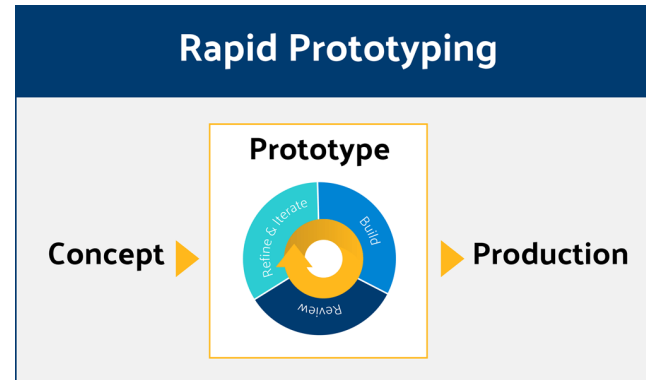 Rapid Prototyping
Prototype
Concept
Refine & Iterate
Build
Review
Production